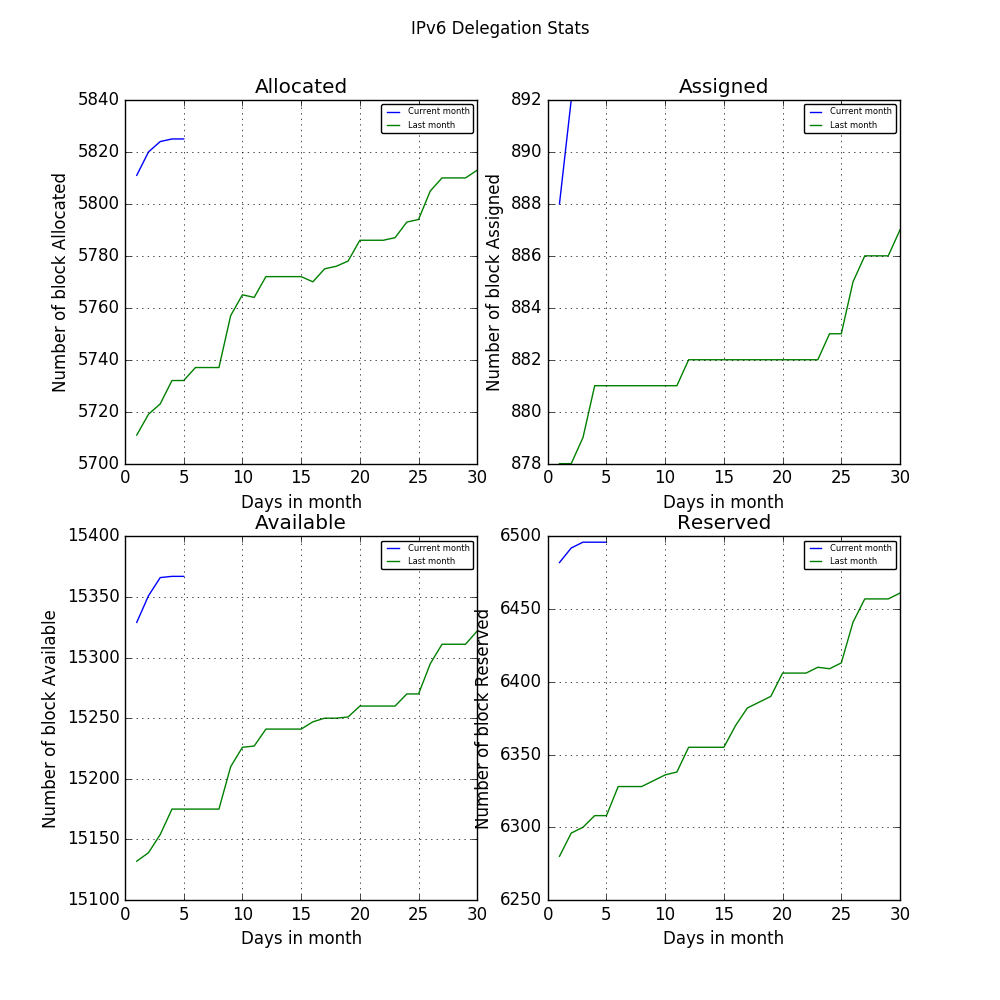 IPv6 Delegation Stats
Allocated
Number of block Allocated
5840
5820
5800
5780
5760
5740
5720
5700
Current month
Last month
0 5 10 15 20 25 30
Days in month
Assigned
Number of block Assigned
892
890
888
886
884
882
880
878
Current month
Last month
0 5 10 15 20 25 30
Days in month
Available
Number of block Available
15400
15350
15300
15250
15200
15150
15100
Current month
Last month
0 5 10 15 20 25 30
Days in month
Reserved
Number of block Reserved
6500
6450
6400
6350
6300
6250
Current month
Last month
0 5 10 15 20 25 30
Days in month